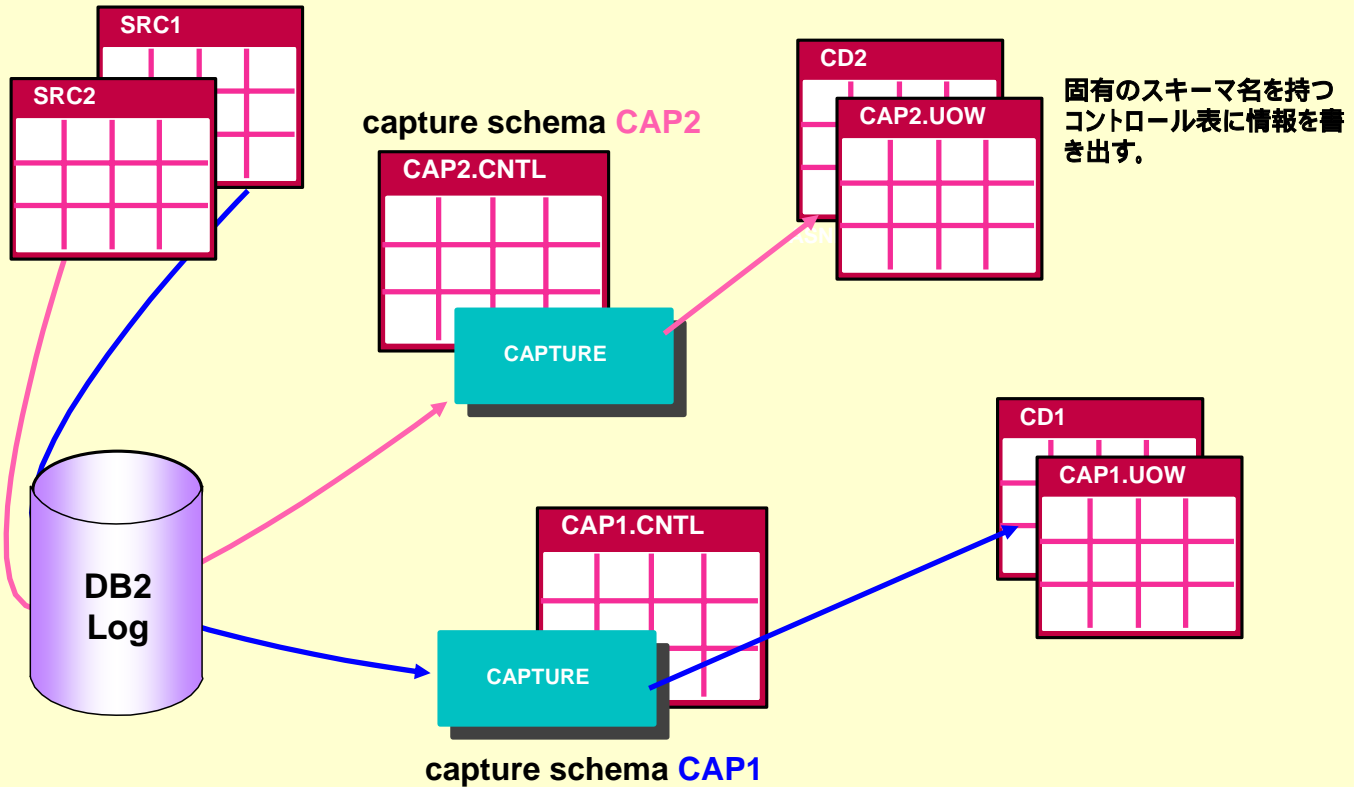 SRC1
SRC2
capture schema CAP2
CAP2.CNTL
CAPTURE
CD2
CAP2.UOW
固有のスキーマ名を持つ
コントロール表に情報を書
き出す。
DB2
Log
CAP1.CNTL
CAPTURE
capture schema CAP1
CD1
CAP1.UOW